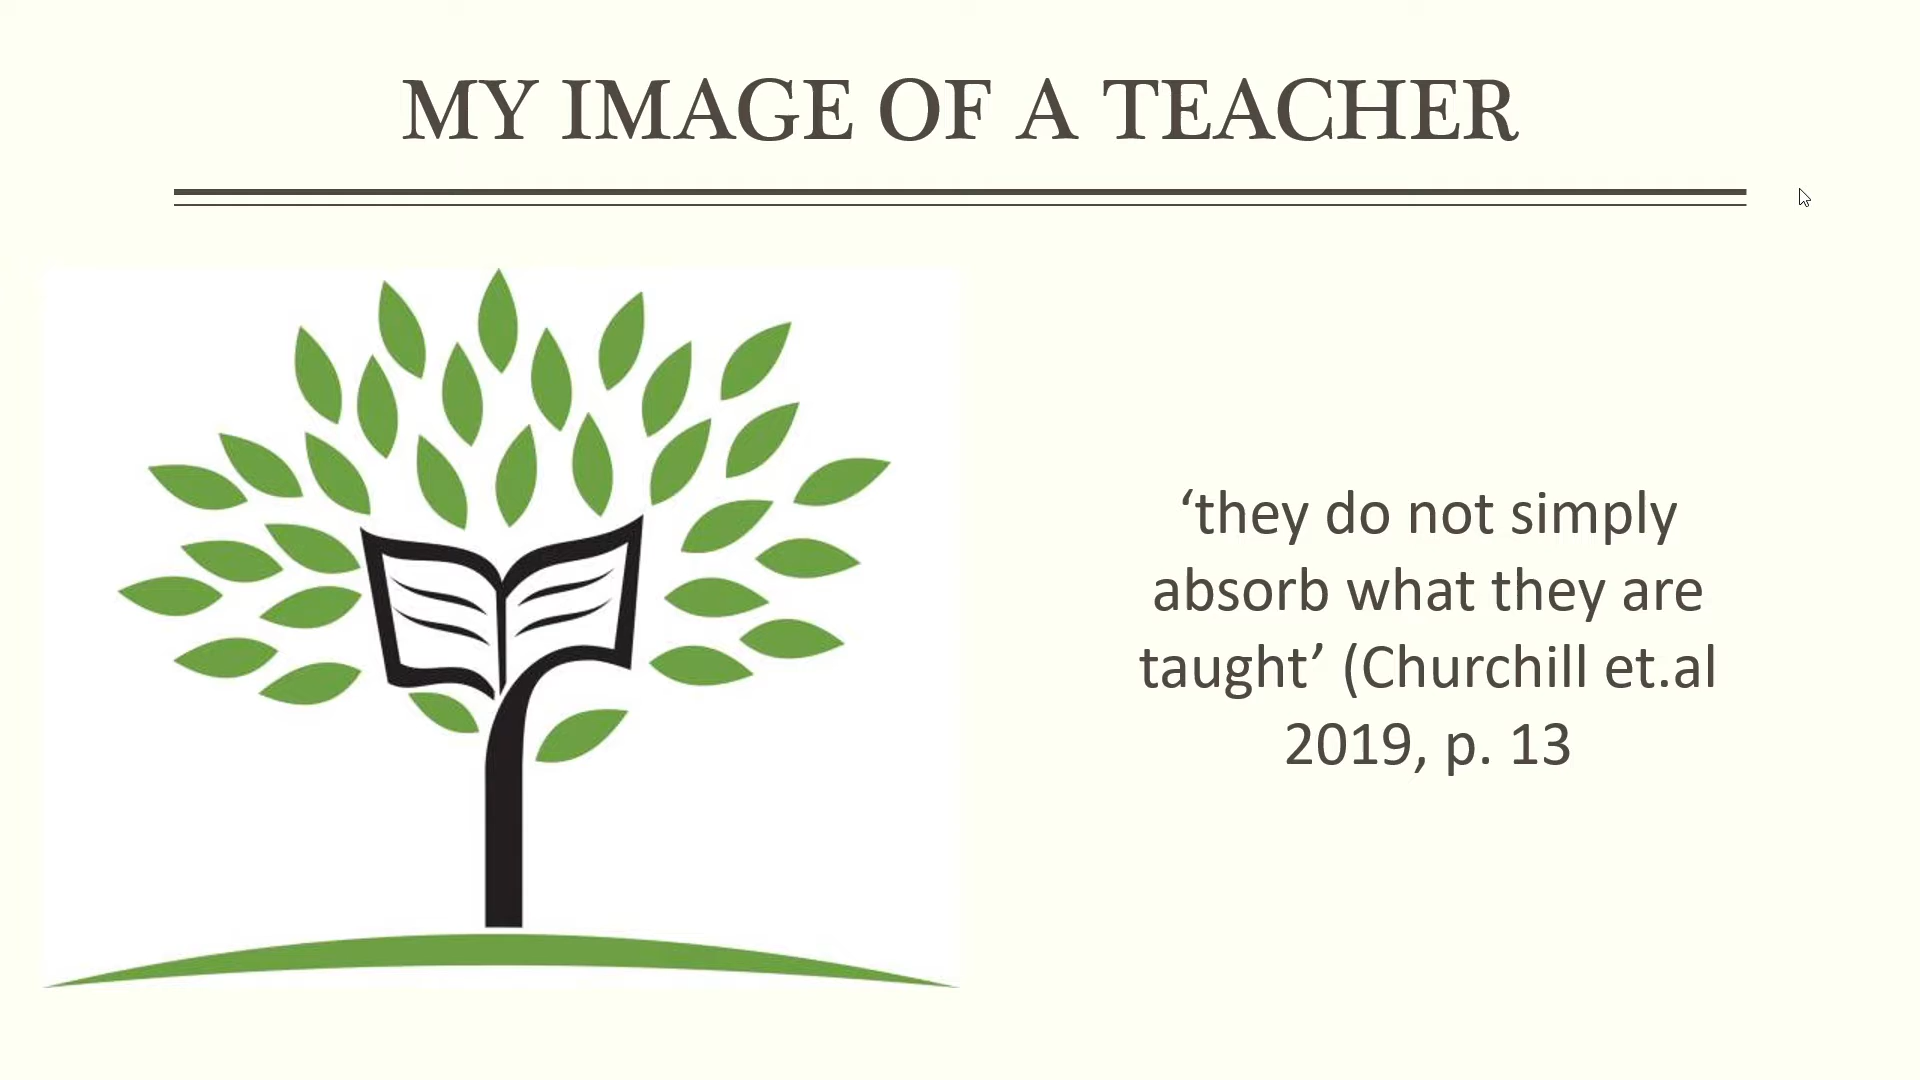 MY IMAGE OF A TEACHER
‘they do not simply
absorb what they are
taught’ (Churchill et.al
2019, p. 13